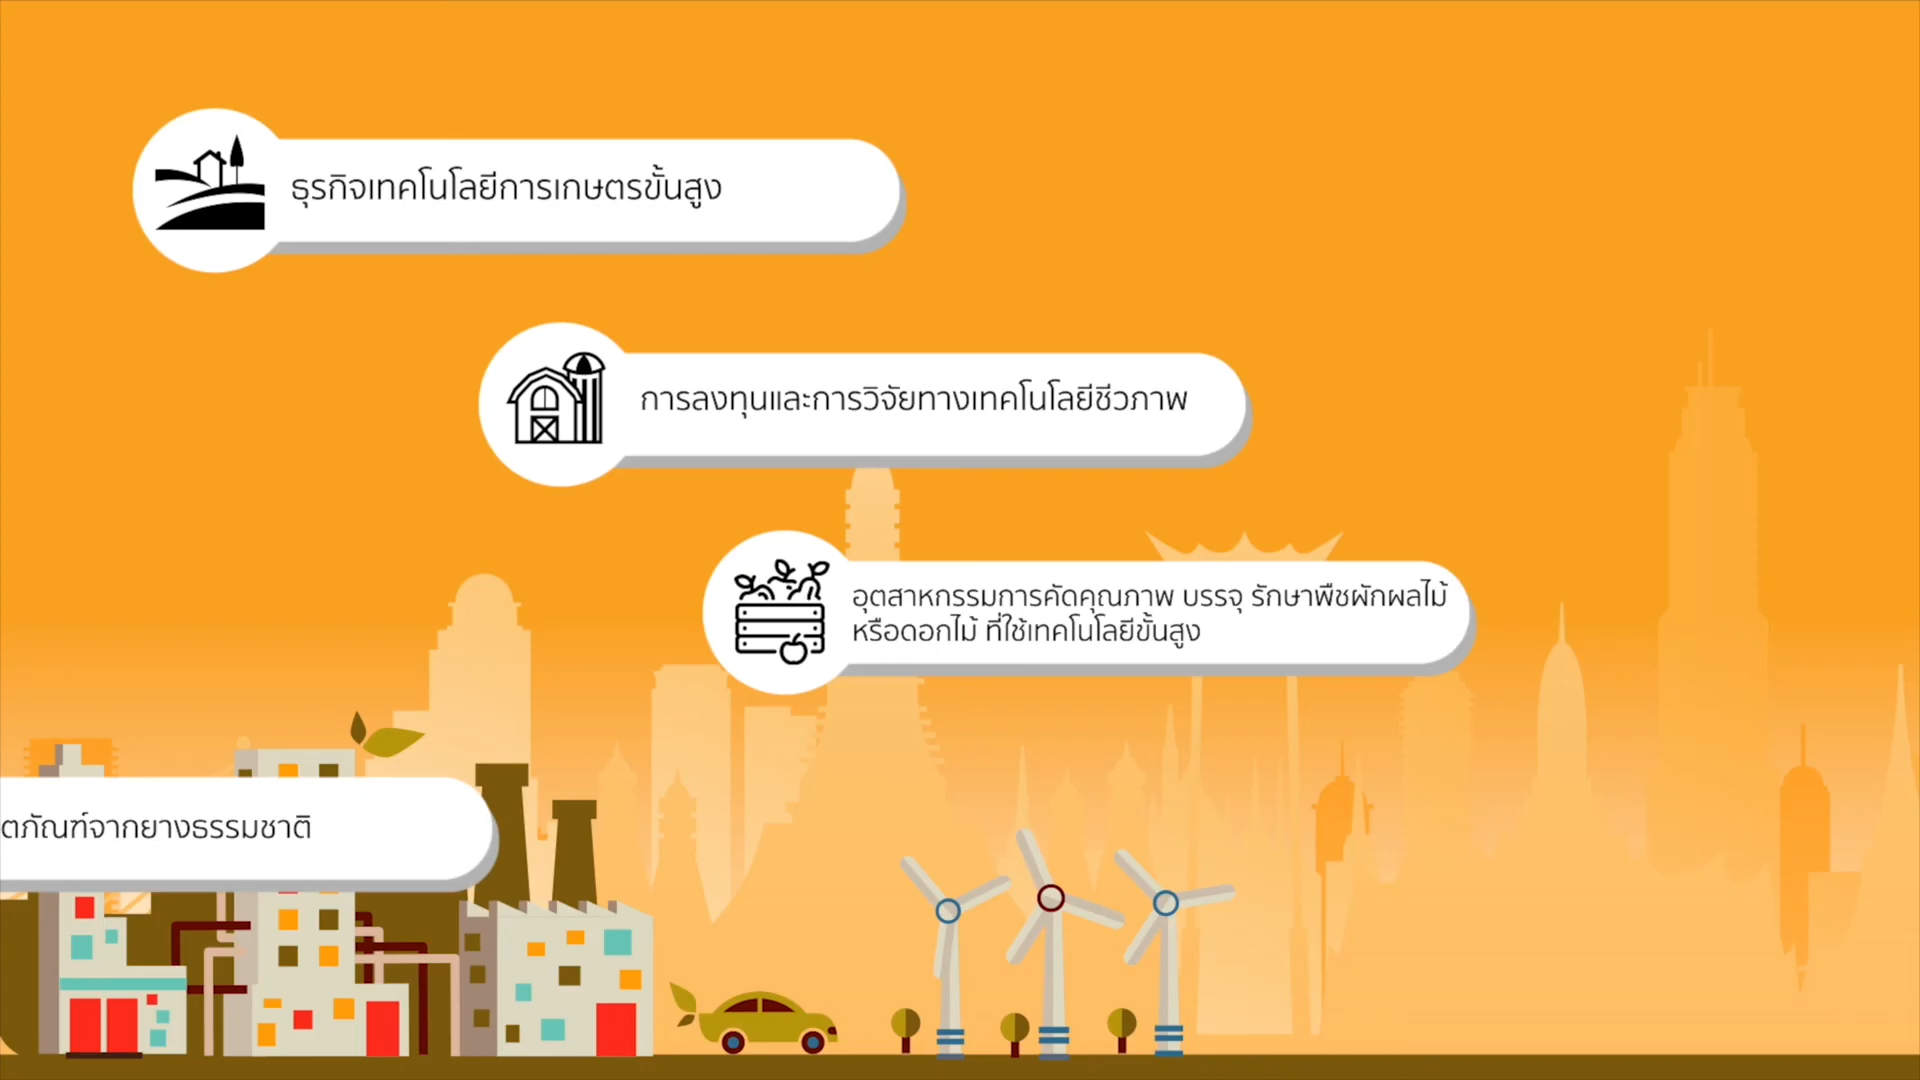 ธุรกิจเทคโนโลยีการเกษตรขั้นสูง
การลงทุนและการวิจัยทางเทคโนโลยีชีวภาพ
อุตสาหกรรมการคัดคุณภาพ บรรจุ รักษาพืชผักผลไม้
หรือดอกไม้ ที่ใช้เทคโนโลยีขั้นสูง
ตภัณฑ์จากยางธรรมชาติ